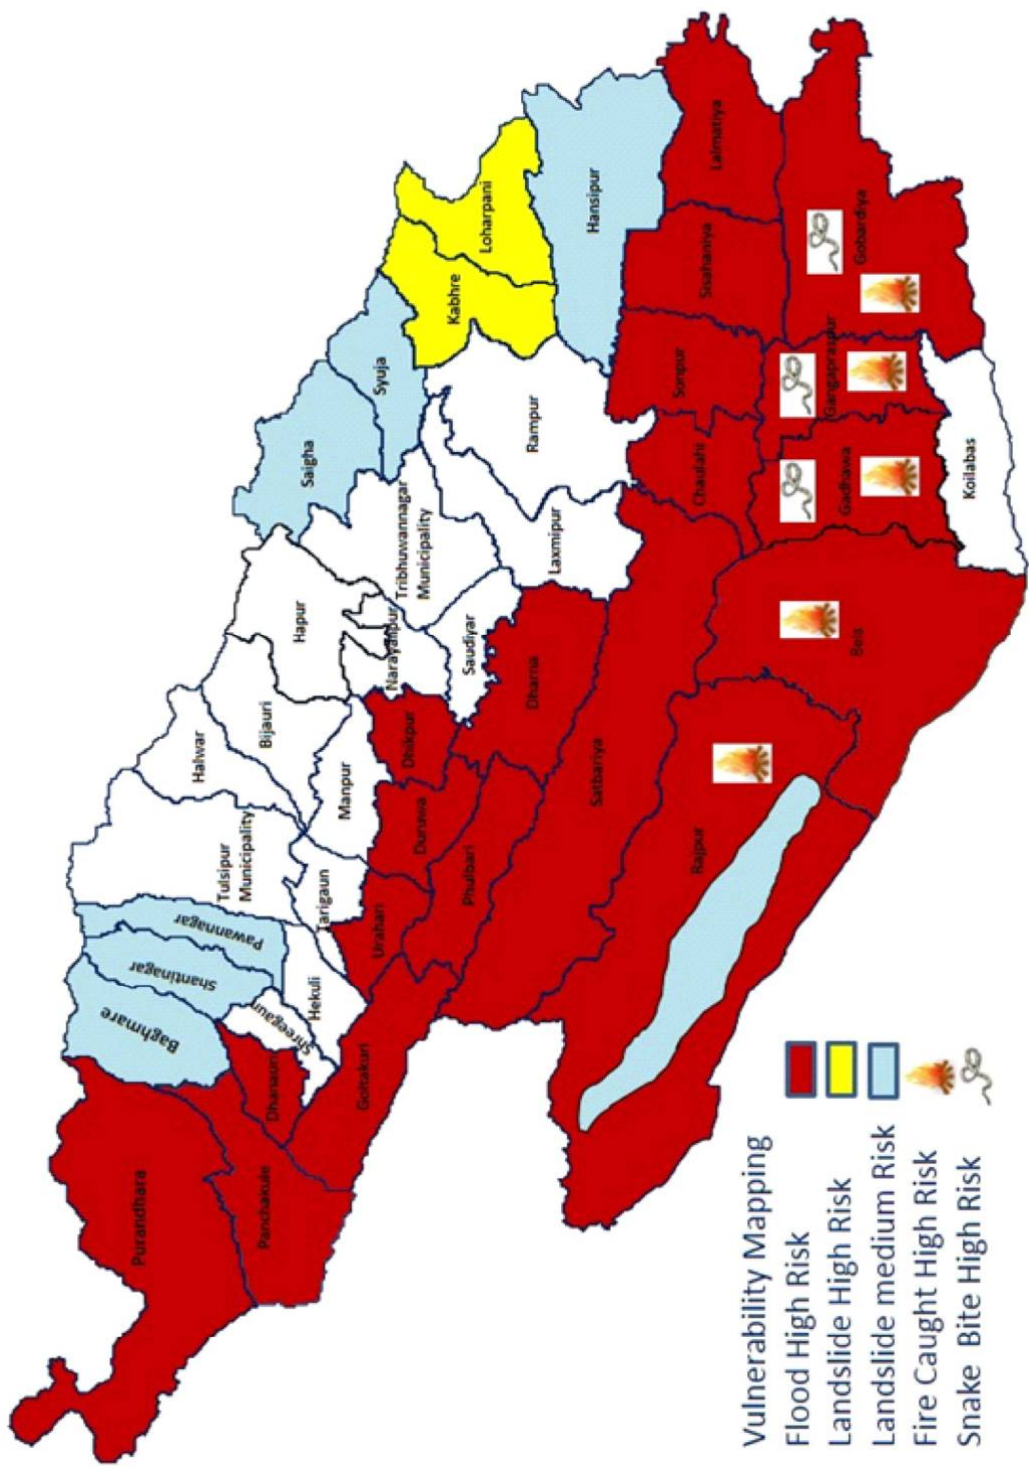 Purandhara
Panchakule
Baghmare
Shantinagar
Pawannagar
Dhanauri
Shreegaun
Hekuli
Goltakuri
Tulsipur
Municipality
Tarigaun
Urahari
Halwar
Bijauri
Manpur
Duruwa
Phulbari
Hapur
Narayanpur
Dhikpur
Saudiyar
Dharna
Satbariya
Rajpur
Saigha
Syuja
Tribhuwannagar
Municipality
Laxmipur
Rampur
Kabhre
Loharpani
Hansipur
Chaulahi
Sonpur
Sisahaniya
Lalmatiya
Bela
Gadhawa
Gangapraspur
Gobardiya
Koilabas
Vulnerability Mapping
Flood High Risk
Landslide High Risk
Landslide medium Risk
Fire Caught High Risk
Snake Bite High Risk